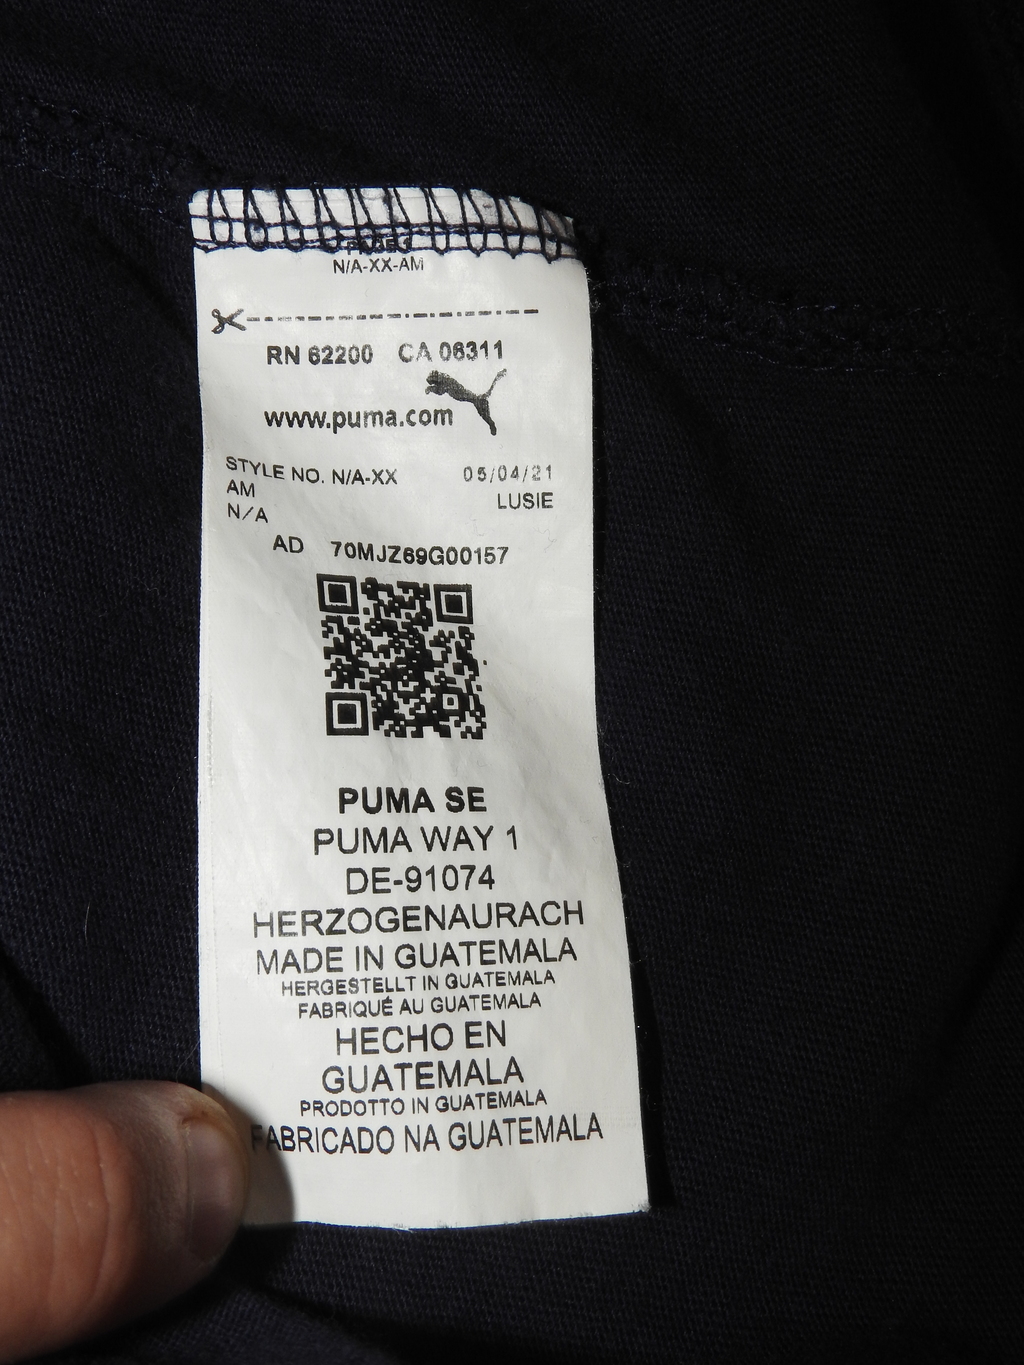 N/A-XX-AM
RN 62200 CA 06311
www.puma.com
STYLE NO. N/A-XX 05/04/21
AM LUSIE
N/A
AD 70MJZ69G00157
PUMA SE
PUMA WAY 1
DE-91074
HERZOGENAURACH
MADE IN GUATEMALA
HERGESTELLT IN GUATEMALA
FABRIQUÉ AU GUATEMALA
HECHO EN
GUATEMALA
PRODOTTO IN GUATEMALA
FABRICADO NA GUATEMALA